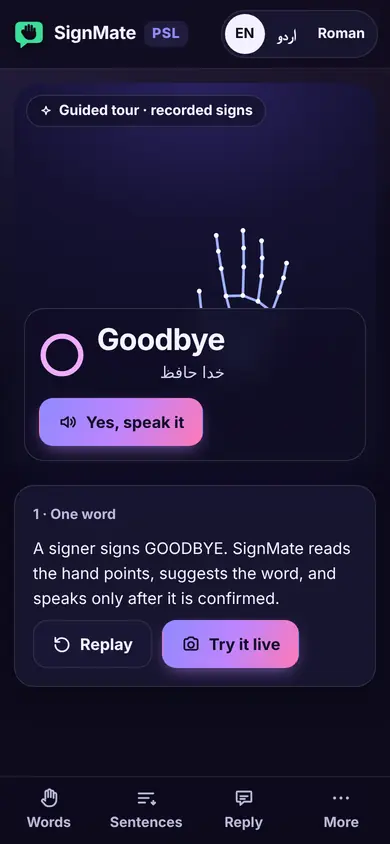 SignMate PSL
EN اردو Roman
Guided tour · recorded signs
Goodbye
خدا حافظ
Yes, speak it
1 · One word
A signer signs GOODBYE. SignMate reads
the hand points, suggests the word, and
speaks only after it is confirmed.
Replay Try it live
Words Sentences Reply More